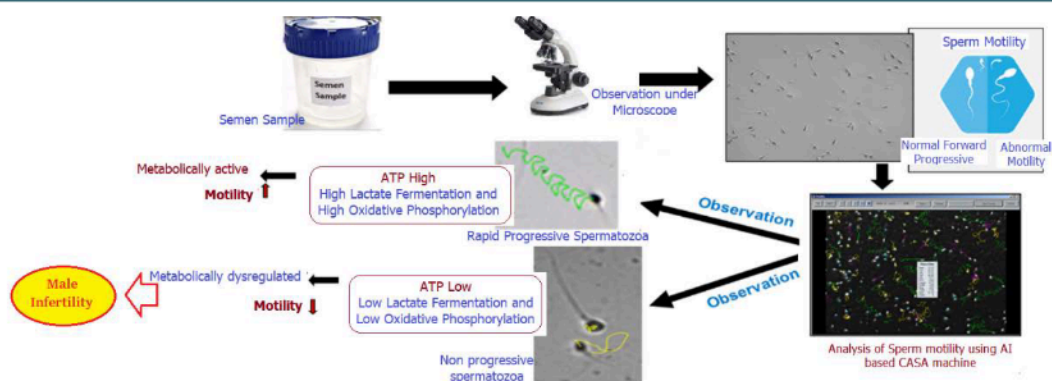 Semen
Sample
Semen Sample
Observation under
Microscope
Sperm Motility
Normal Forward
Progressive
Abnormal
Motility
Metabolically active
Motility
ATP High
High Lactate Fermentation and
High Oxidative Phosphorylation
Rapid Progressive Spermatozoa
Observation
Observation
Male
Infertility
Metabolically dysregulated
Motility
ATP Low
Low Lactate Fermentation and
Low Oxidative Phosphorylation
Non progressive
spermatozoa
Analysis of Sperm motility using AI
based CASA machine